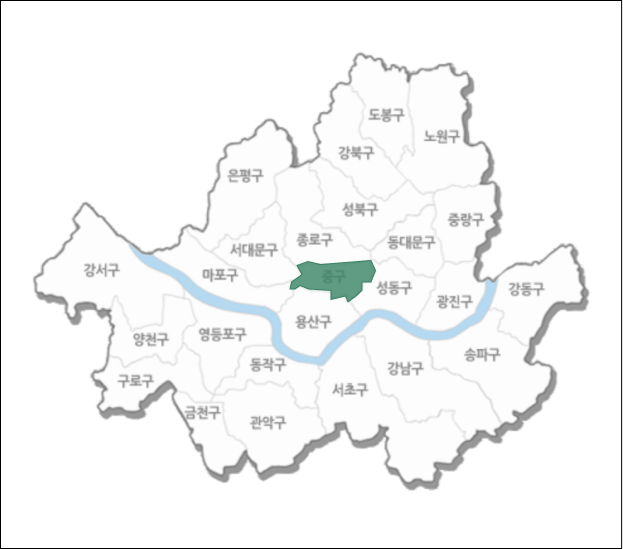 도봉구
노원구
강북구
은평구
성북구
중랑구
종로구
동대문구
서대문구
강서구
마포구
중구
성동구
강동구
광진구
용산구
영등포구
양천구
송파구
동작구
강남구
구로구
서초구
금천구
관악구